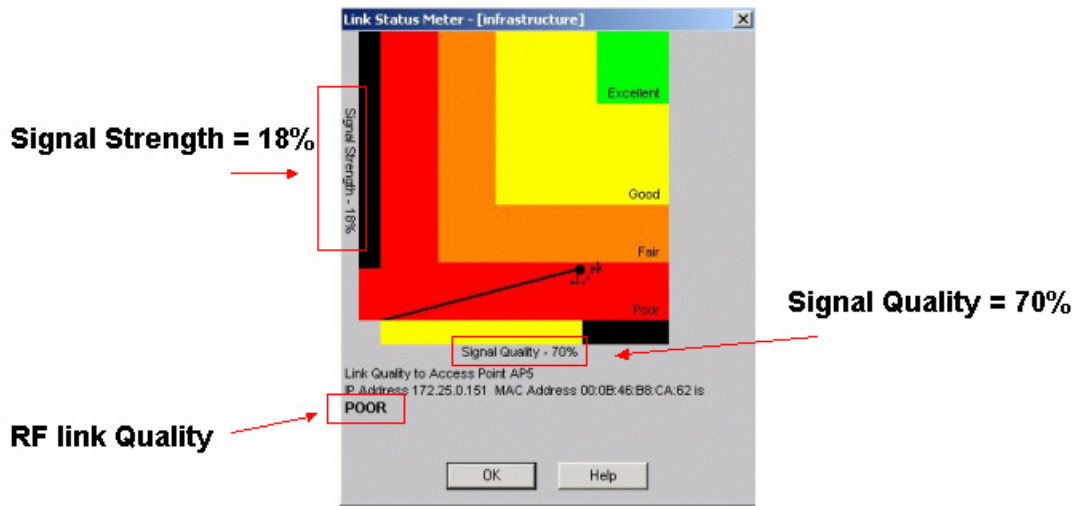 Link Status Meter - [infrastructure]
Excellent
Signal Strength = 18%
Signal Strength - 18%
Good
Fair
Poor
Signal Quality = 70%
Signal Quality - 70%
Link Quality to Access Point AP5
IP Address 172.25.0.151 MAC Address 00:0B:46:B8:CA:62 is
POOR
RF link Quality
OK
Help